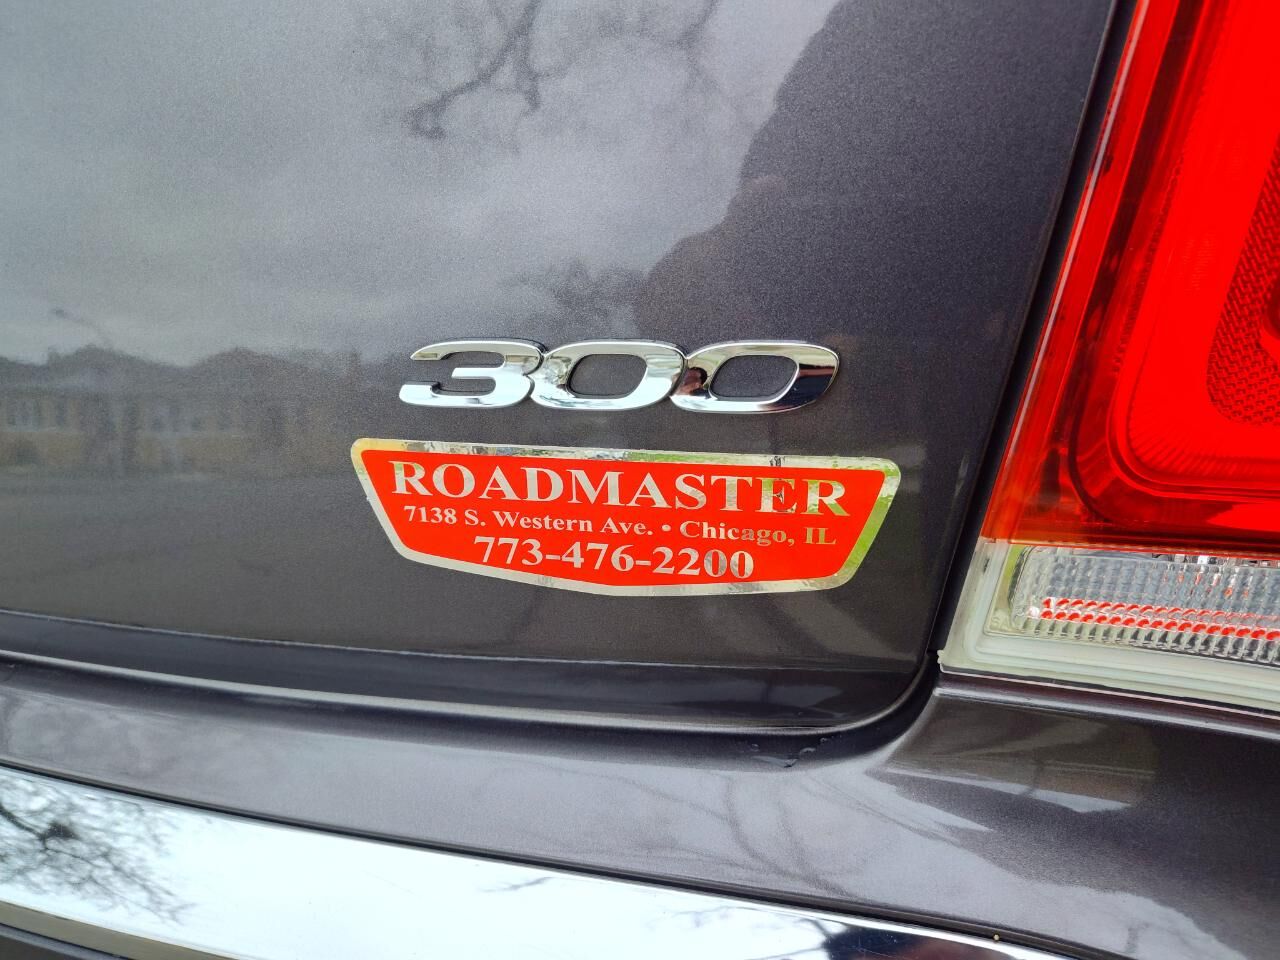 300
ROADMASTER
7138 S. Western Ave. • Chicago, IL
773-476-2200